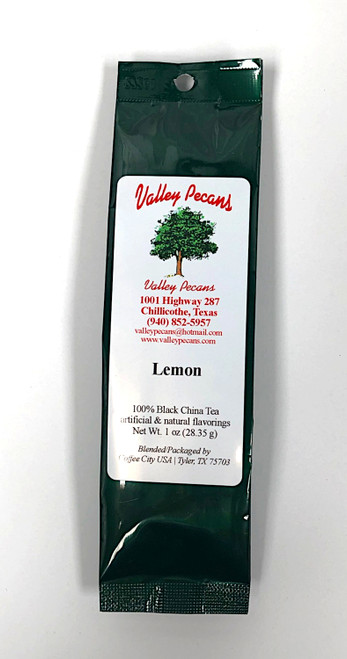 Valley Pecans
Valley Pecans
1001 Highway 287
Chillicothe, Texas
(940) 852-5957
valleypecans@hotmail.com
www.valleypecans.com
Lemon
100% Black China Tea
artificial & natural flavorings
Net Wt. 1 oz (28.35 g)
Blended/Packaged by
Coffee City USA | Tyler, TX 75703